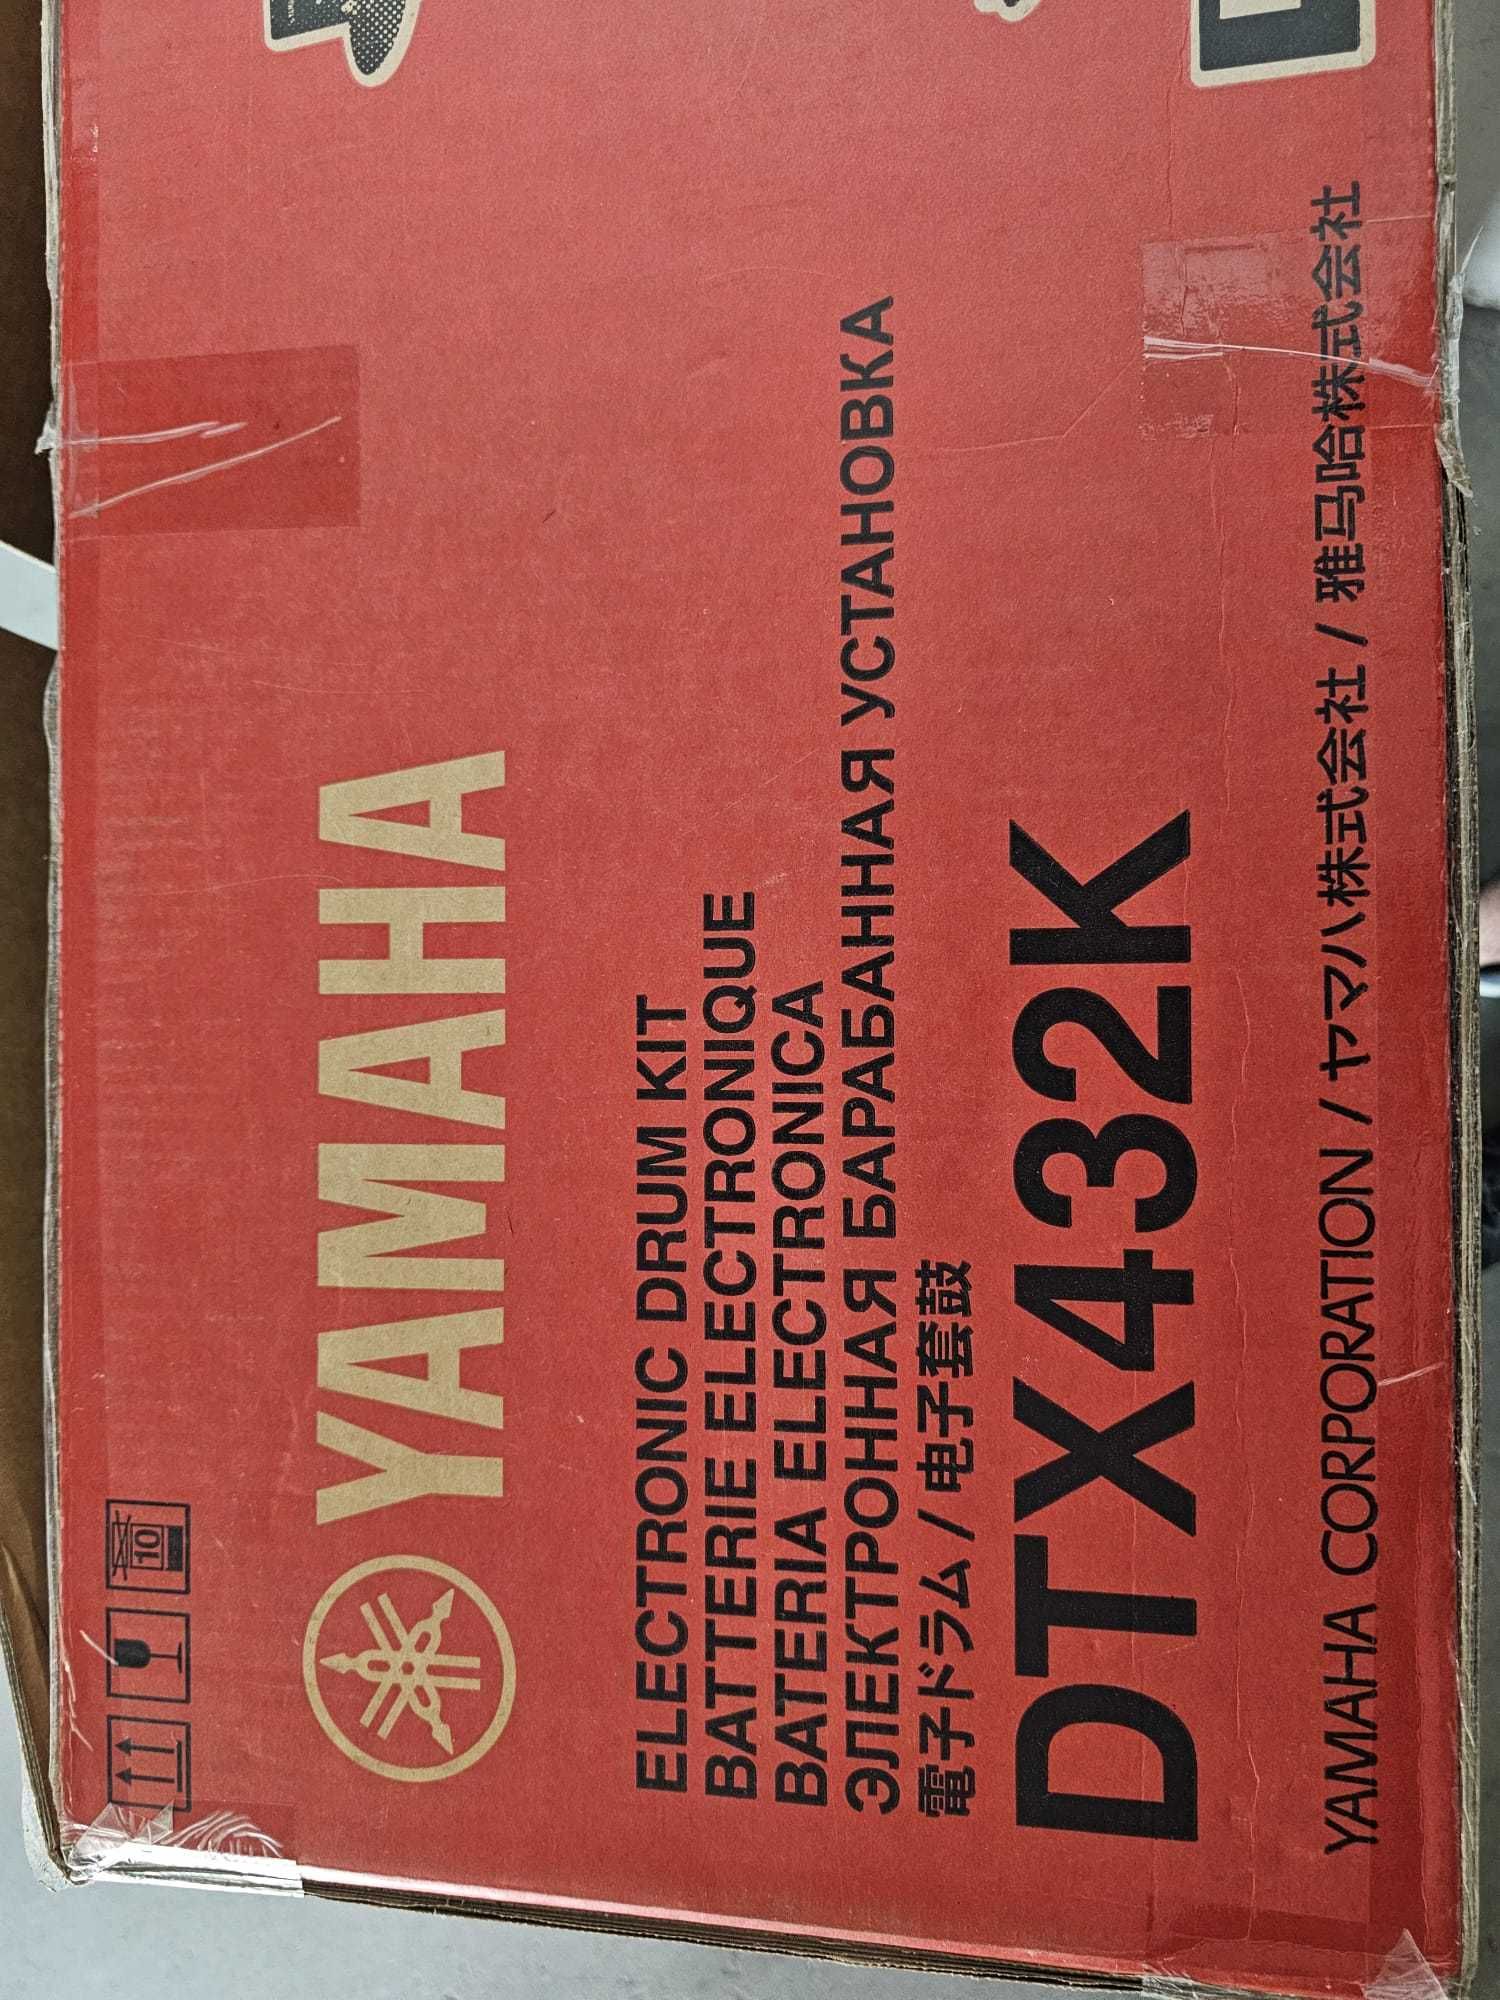 10
YAMAHA
ELECTRONIC DRUM KIT
BATTERIE ELECTRONIQUE
BATERIA ELECTRONICA
ЭЛЕКТРОННАЯ БАРАБАННАЯ УСТАНОВКА
電子ドラム / 电子套鼓
DTX432K
YAMAHA CORPORATION / ヤマハ株式会社 / 雅马哈株式会社